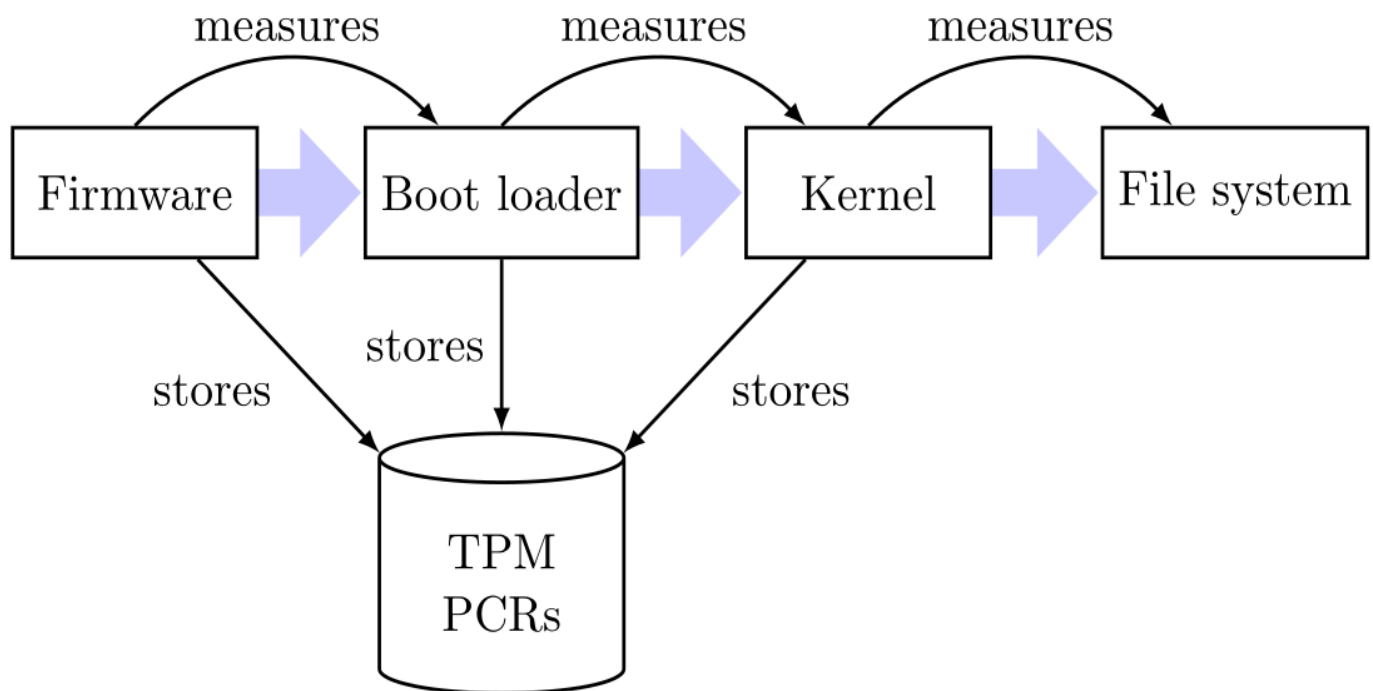 measures
measures
measures
Firmware
Boot loader
Kernel
File system
stores
stores
stores
TPM
PCRs